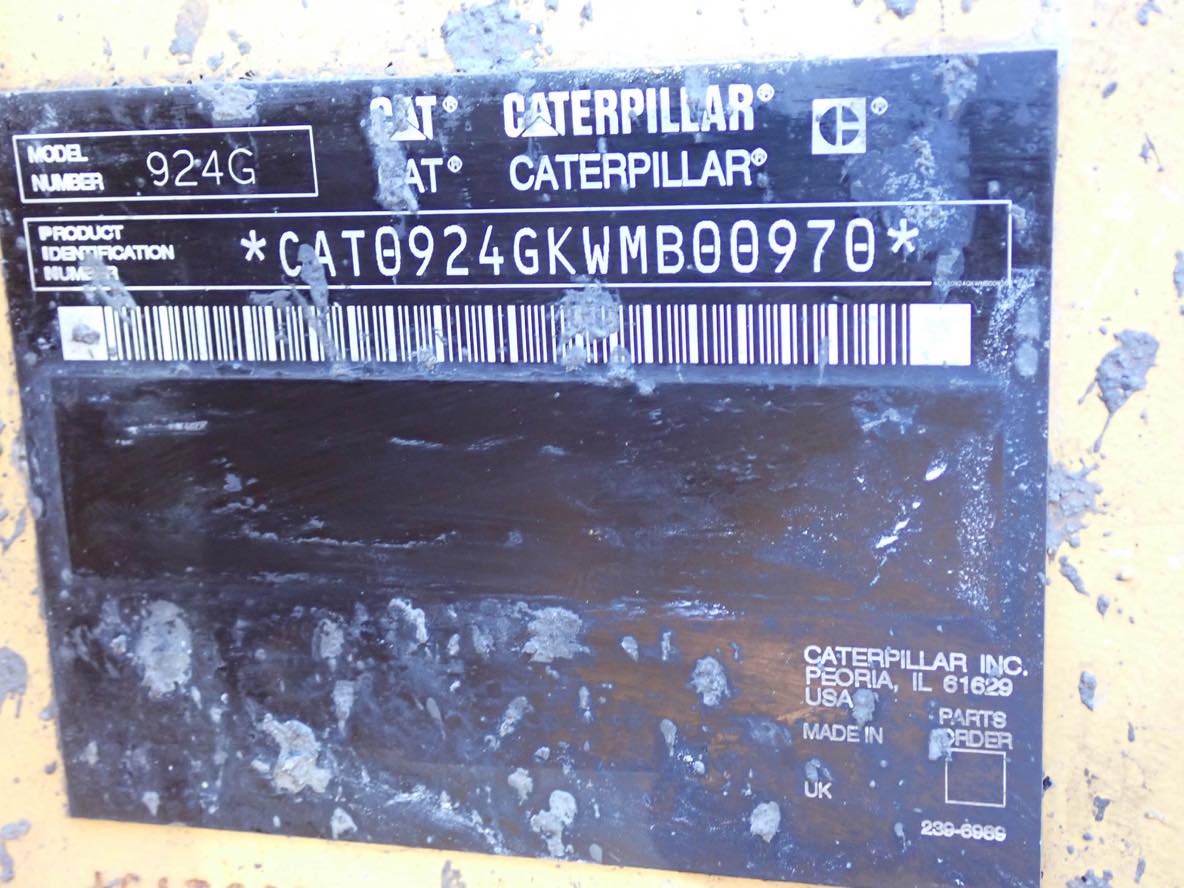 CAT® CATERPILLAR®
CAT® CATERPILLAR®
MODEL
NUMBER 924G
PRODUCT
IDENTIFICATION
NUMBER
*CAT0924GKWMB00970*
CATERPILLAR INC.
PEORIA, IL 61629
USA
MADE IN
UK
PARTS
ORDER
239-6989